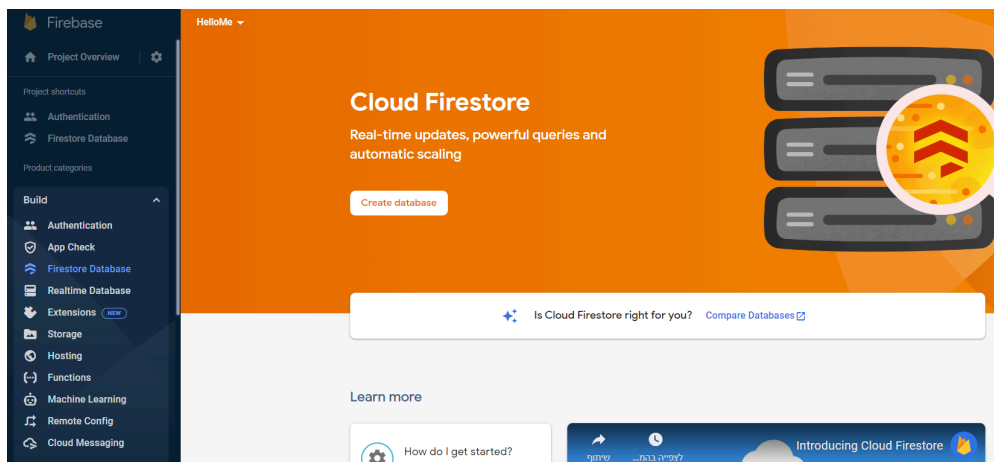 Firebase
HelloMe
Project Overview
Project shortcuts
Authentication
Firestore Database
Product categories
Build
Authentication
App Check
Firestore Database
Realtime Database
Extensions NEW
Storage
Hosting
Functions
Machine Learning
Remote Config
Cloud Messaging
Cloud Firestore
Real-time updates, powerful queries and
automatic scaling
Create database
Is Cloud Firestore right for you? Compare Databases
Learn more
How do I get started?
שיתוף
לצפייה בהמ...
Introducing Cloud Firestore